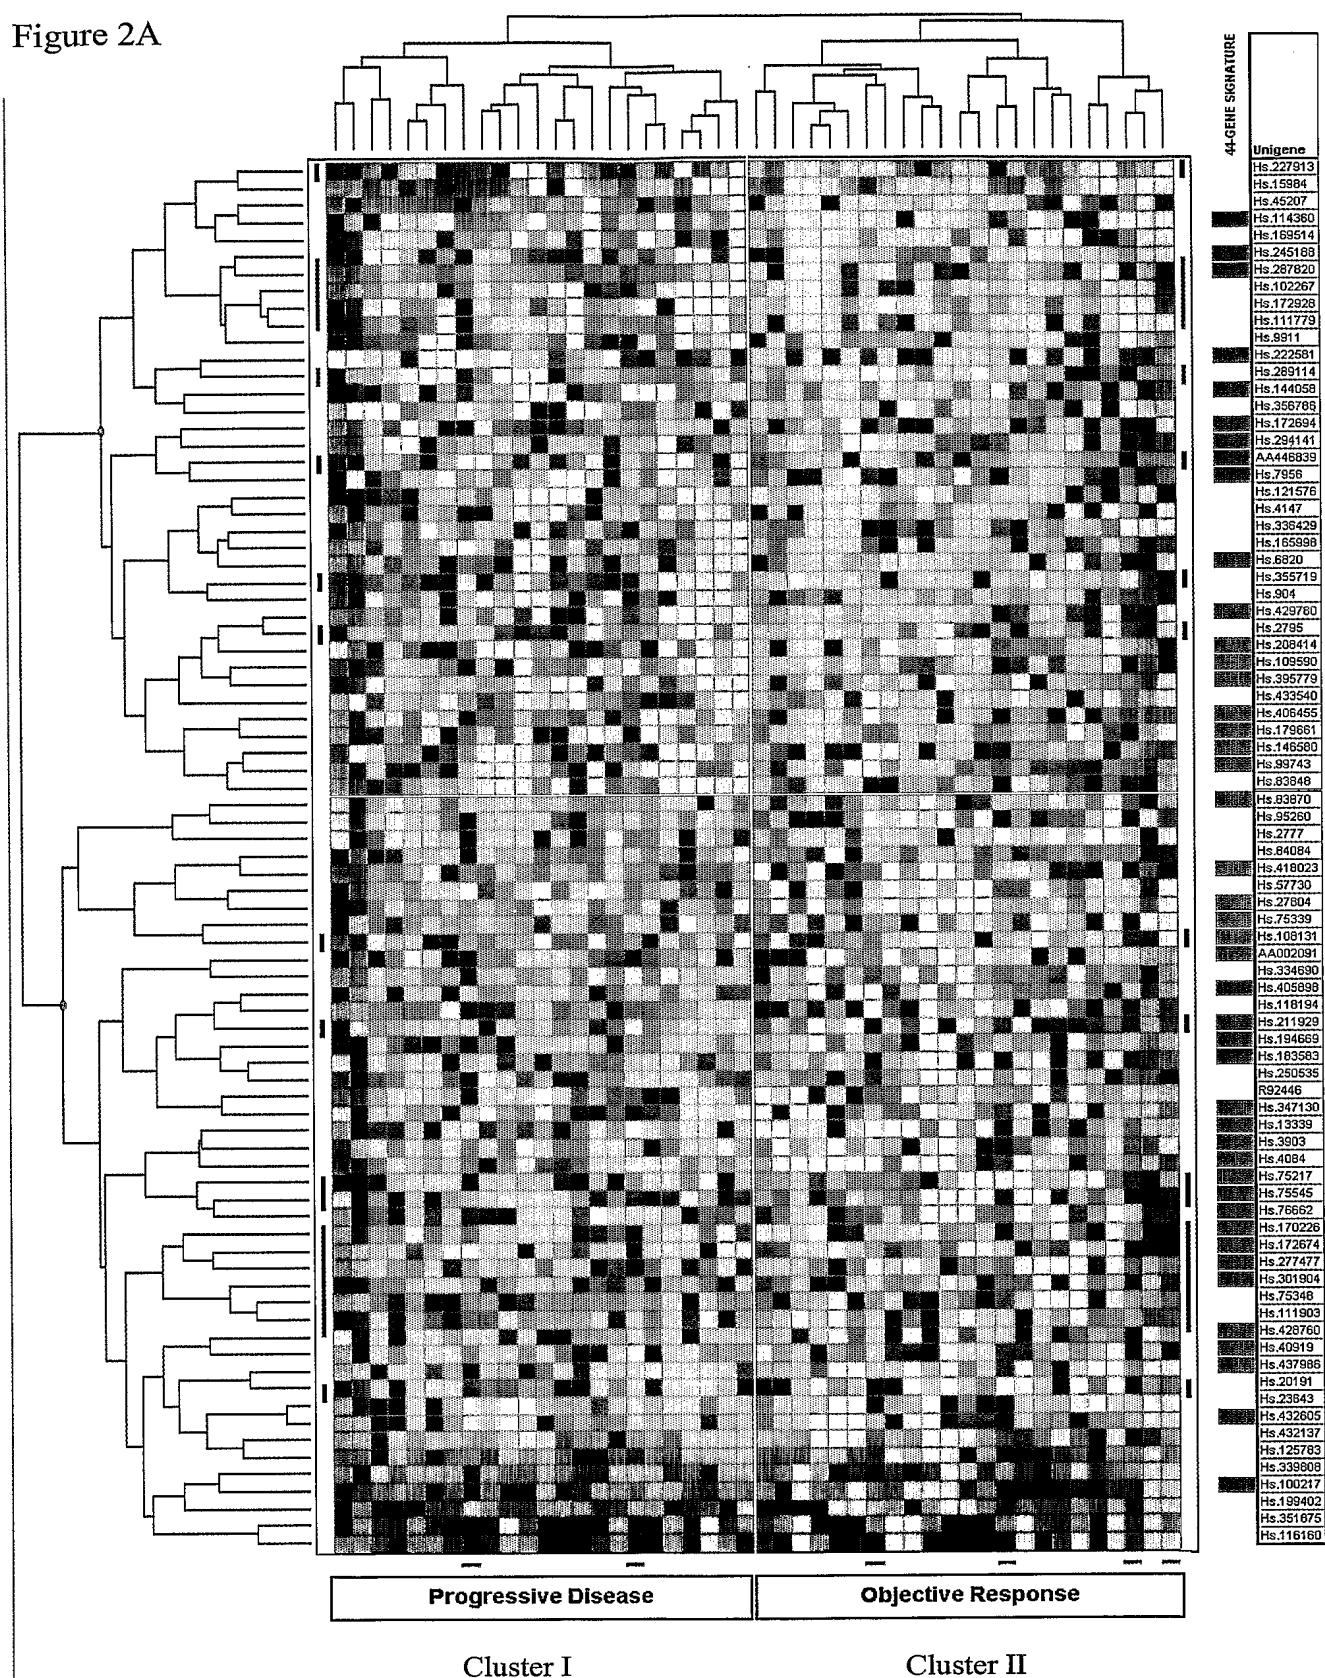 Figure 2A
44-GENE SIGNATURE
Unigene
Hs.227913
Hs.15984
Hs.45207
Hs.114360
Hs.169514
Hs.245188
Hs.287820
Hs.102267
Hs.172928
Hs.111779
Hs.9911
Hs.222581
Hs.289114
Hs.144058
Hs.356786
Hs.172694
Hs.294141
AA446839
Hs.7956
Hs.121576
Hs.4147
Hs.336429
Hs.165998
Hs.6820
Hs.355719
Hs.904
Hs.429760
Hs.2795
Hs.208414
Hs.109590
Hs.395779
Hs.433540
Hs.406455
Hs.179661
Hs.146580
Hs.99743
Hs.83848
Hs.83870
Hs.95260
Hs.2777
Hs.84084
Hs.418023
Hs.57730
Hs.27804
Hs.75339
Hs.108131
AA002091
Hs.334690
Hs.405898
Hs.118194
Hs.211929
Hs.194669
Hs.183583
Hs.250535
R92446
Hs.347130
Hs.13339
Hs.3903
Hs.4084
Hs.75217
Hs.75545
Hs.76662
Hs.170226
Hs.172674
Hs.277477
Hs.301904
Hs.75348
Hs.111903
Hs.428760
Hs.40919
Hs.437986
Hs.20191
Hs.23643
Hs.432605
Hs.432137
Hs.125783
Hs.339808
Hs.100217
Hs.199402
Hs.351875
Hs.116160
Progressive Disease
Objective Response
Cluster I
Cluster II